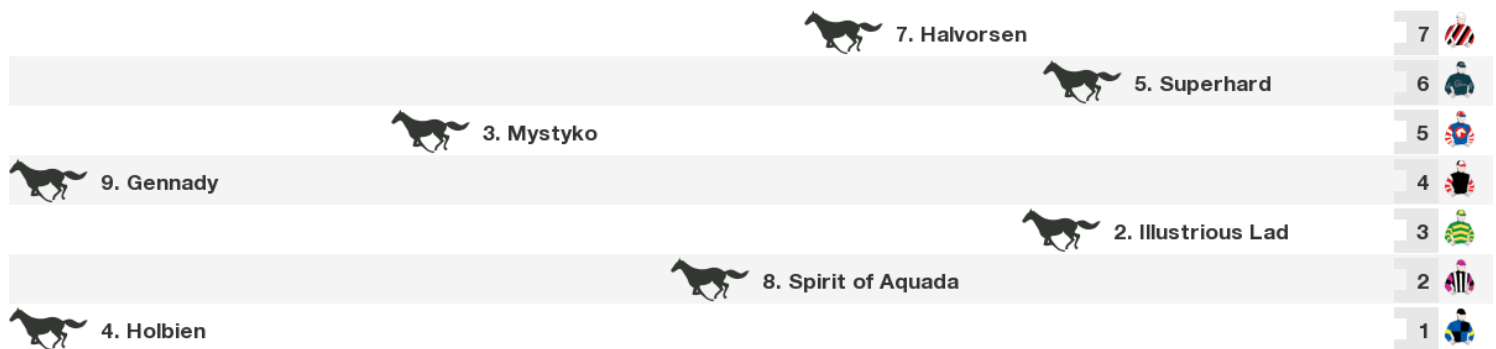 7. Halvorsen 7
5. Superhard 6
3. Mystyko 5
9. Gennady 4
2. Illustrious Lad 3
8. Spirit of Aquada 2
4. Holbien 1